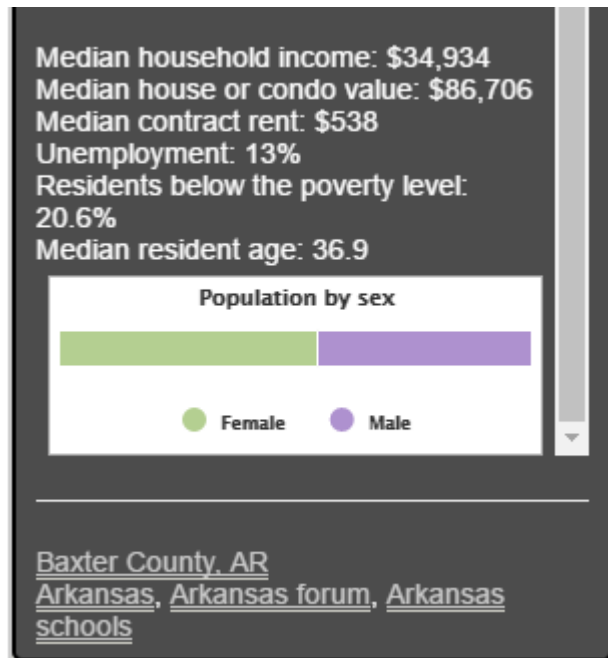 Median household income: $34,934
Median house or condo value: $86,706
Median contract rent: $538
Unemployment: 13%
Residents below the poverty level:
20.6%
Median resident age: 36.9
Population by sex
Female Male
Baxter County, AR
Arkansas, Arkansas forum, Arkansas
schools